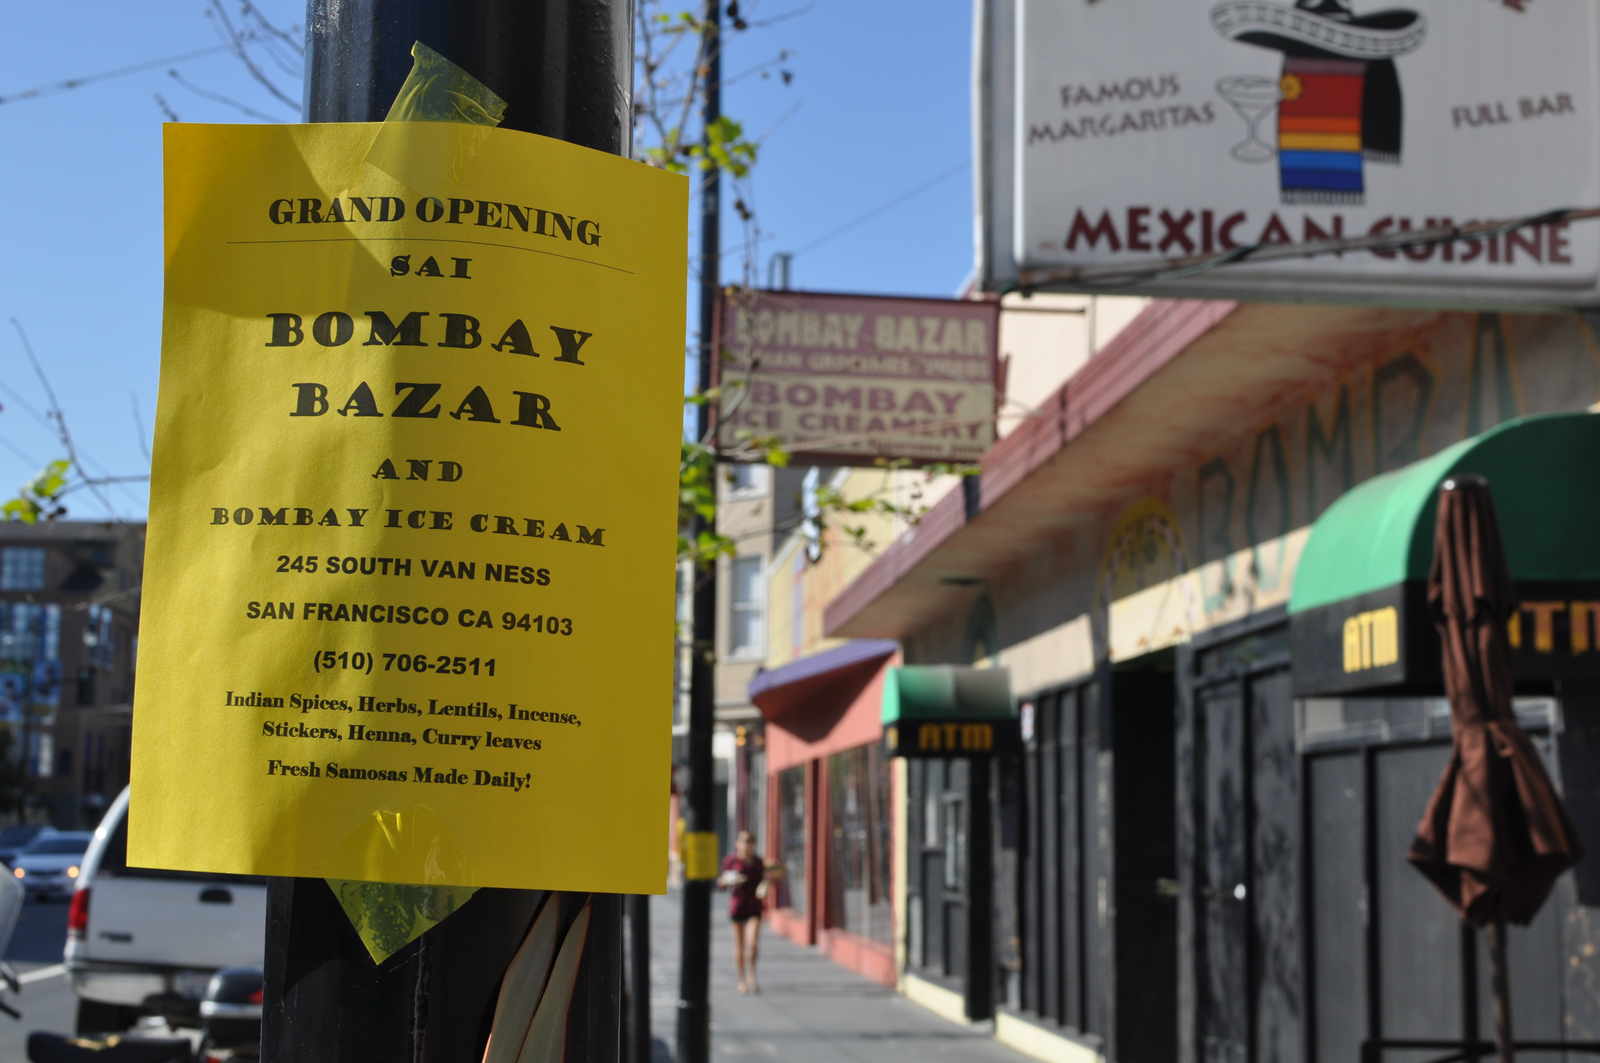 GRAND OPENING
SAI
BOMBAY
BAZAR
AND
BOMBAY ICE CREAM
245 SOUTH VAN NESS
SAN FRANCISCO CA 94103
(510) 706-2511
Indian Spices, Herbs, Lentils, Incense,
Stickers, Henna, Curry leaves
Fresh Samosas Made Daily!
FAMOUS
MARGARITAS
FULL BAR
MEXICAN CUISINE
BOMBAY BAZAR
BOMBAY
ICE CREAMERY
BOMBA
ATM
ATM
ATM